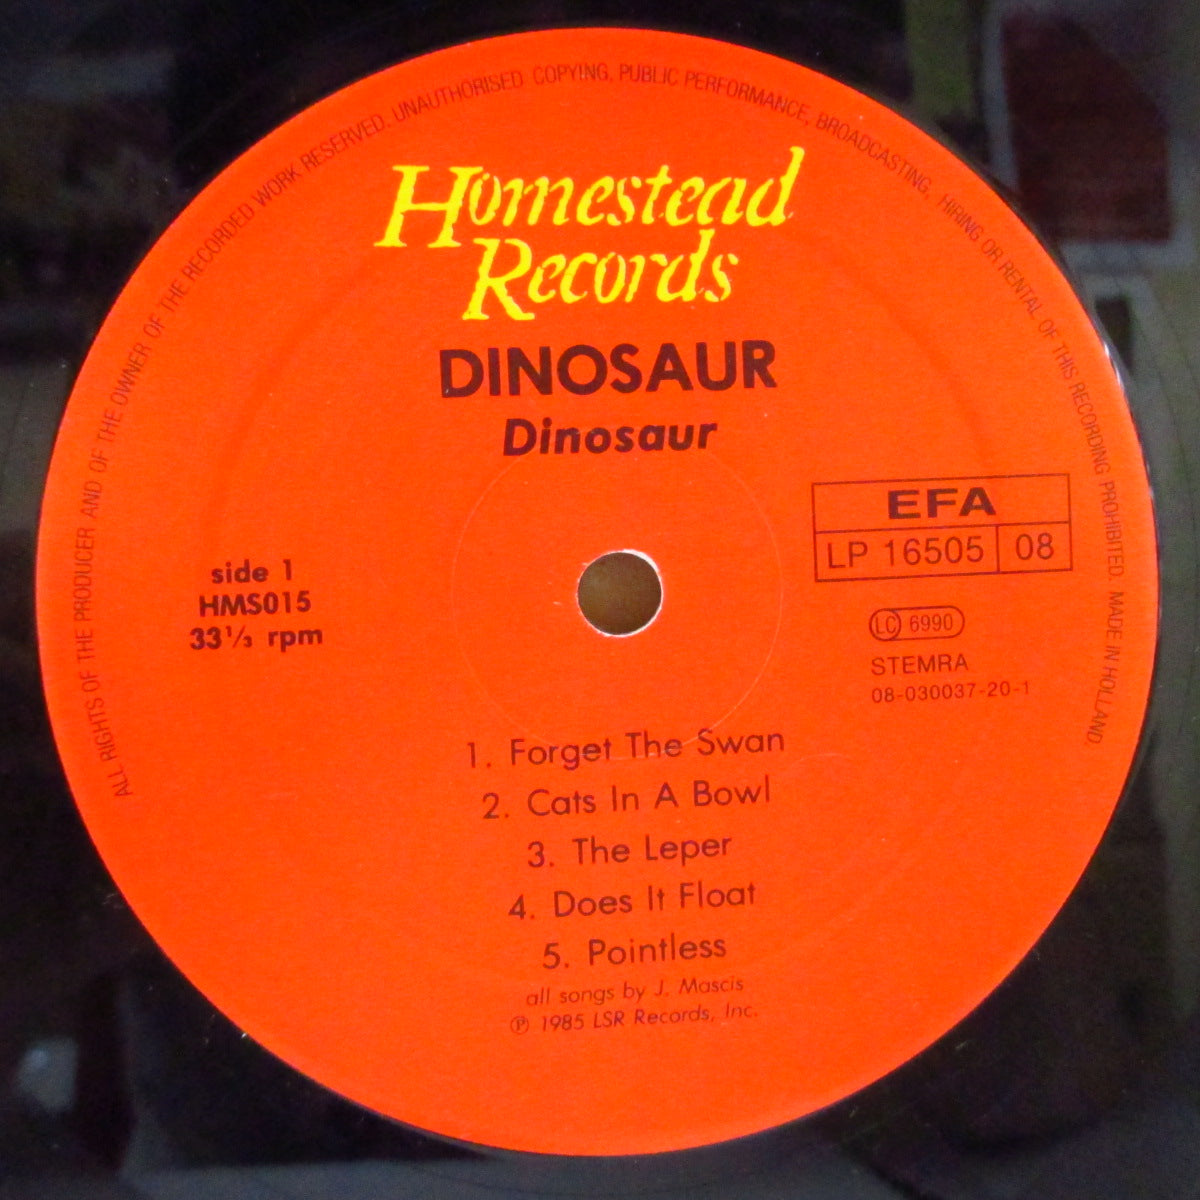 ALL RIGHTS OF THE PRODUCER AND OF THE OWNER OF THE RECORDED WORK RESERVED. UNAUTHORISED COPYING, PUBLIC PERFORMANCE, BROADCASTING, HIRING OR RENTAL OF THIS RECORDING PROHIBITED. MADE IN HOLLAND.
Homestead
Records
DINOSAUR
Dinosaur
EFA
LP 16505 08
side 1
HMS015
33⅓ rpm
LC 6990
STEMRA
08-030037-20-1
1. Forget The Swan
2. Cats In A Bowl
3. The Leper
4. Does It Float
5. Pointless
all songs by J. Mascis
℗ 1985 LSR Records, Inc.